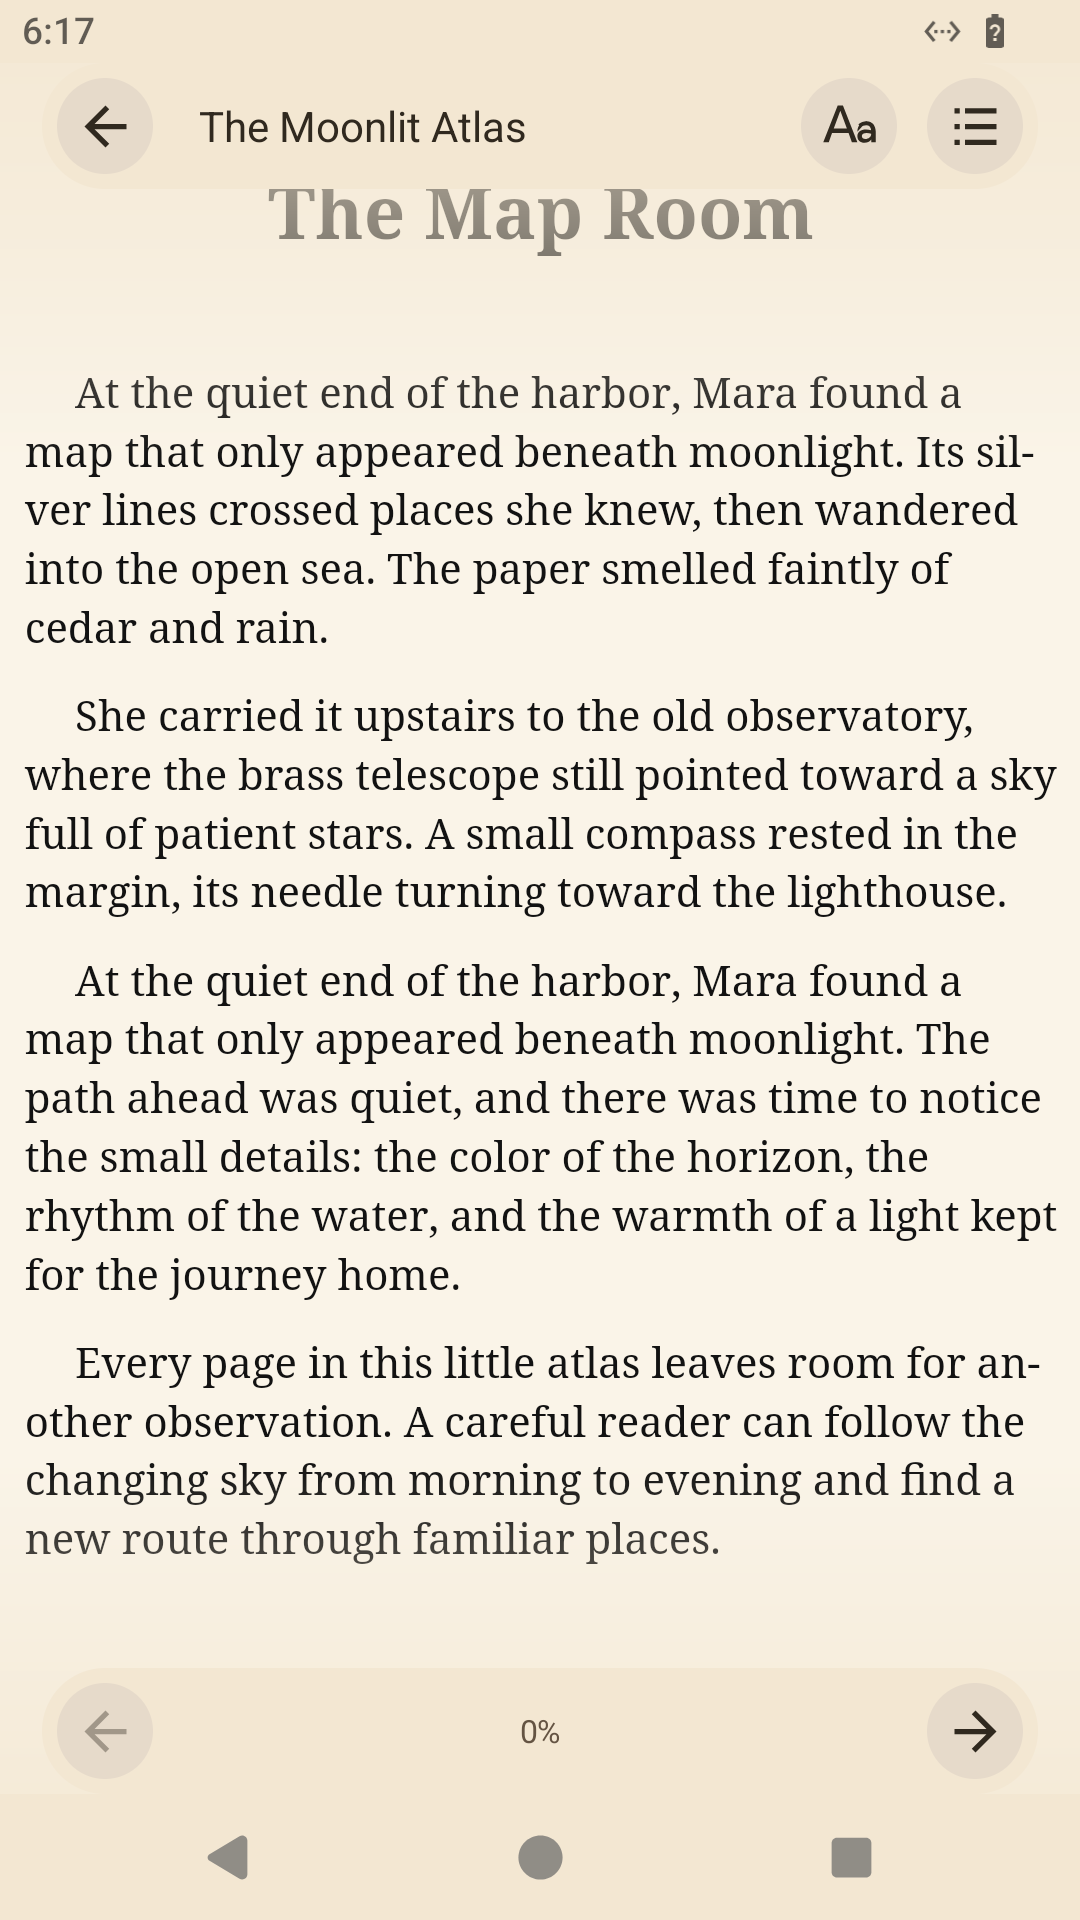 6:17
The Moonlit Atlas
Aa
The Map Room
At the quiet end of the harbor, Mara found a
map that only appeared beneath moonlight. Its sil-
ver lines crossed places she knew, then wandered
into the open sea. The paper smelled faintly of
cedar and rain.
She carried it upstairs to the old observatory,
where the brass telescope still pointed toward a sky
full of patient stars. A small compass rested in the
margin, its needle turning toward the lighthouse.
At the quiet end of the harbor, Mara found a
map that only appeared beneath moonlight. The
path ahead was quiet, and there was time to notice
the small details: the color of the horizon, the
rhythm of the water, and the warmth of a light kept
for the journey home.
Every page in this little atlas leaves room for an-
other observation. A careful reader can follow the
changing sky from morning to evening and find a
new route through familiar places.
0%